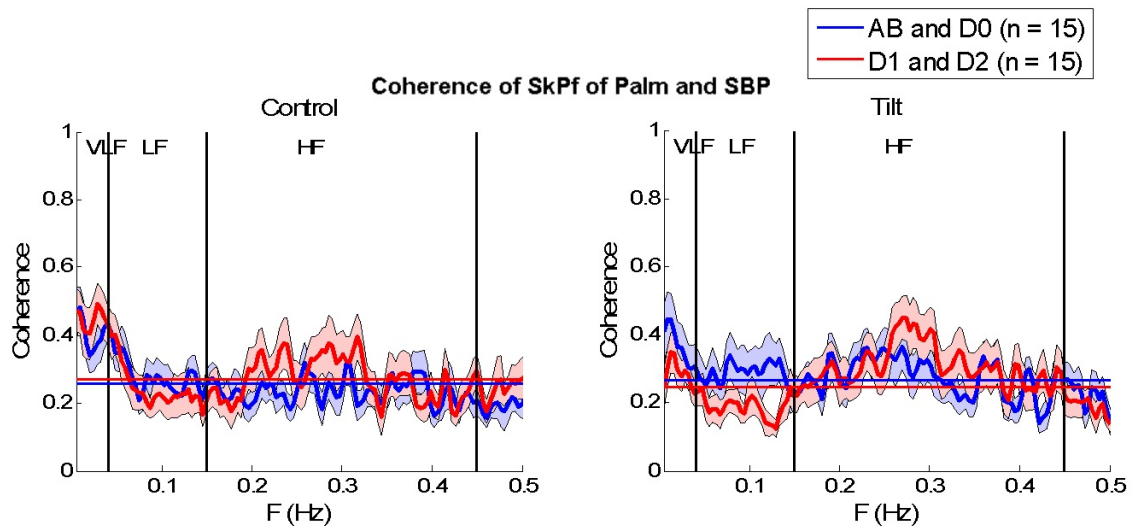 AB and D0 (n = 15)
D1 and D2 (n = 15)
Coherence of SkPf of Palm and SBP
Control
Tilt
VLF LF HF
VLF LF HF
1
0.8
0.6
0.4
0.2
0
Coherence
0.1 0.2 0.3 0.4 0.5
F (Hz)
1
0.8
0.6
0.4
0.2
0
Coherence
0.1 0.2 0.3 0.4 0.5
F (Hz)